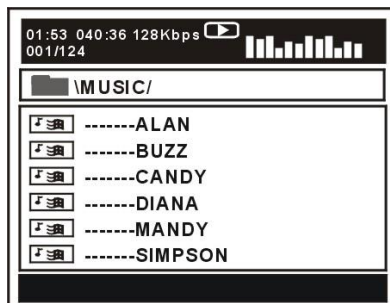 01:53 040:36 128Kbps
001/124
\MUSIC/
-------ALAN
-------BUZZ
-------CANDY
-------DIANA
-------MANDY
-------SIMPSON